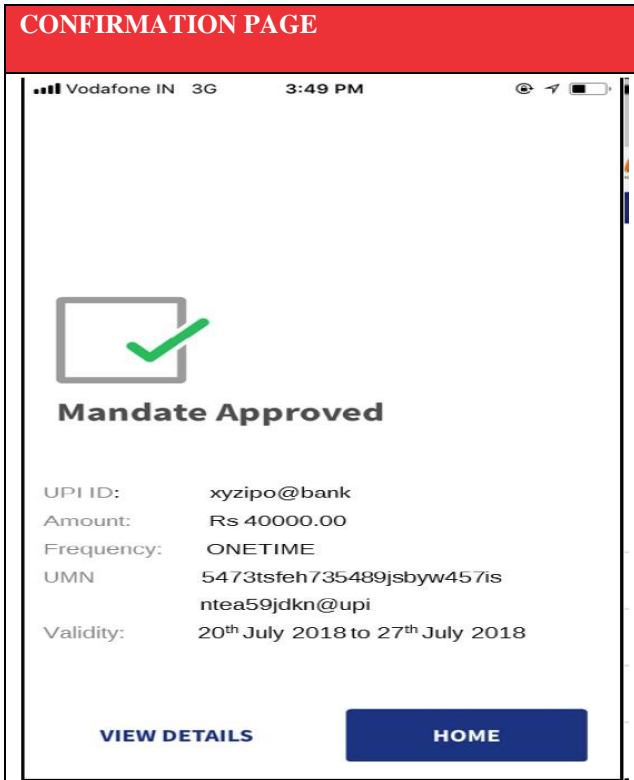 CONFIRMATION PAGE
Vodafone IN 3G 3:49 PM
Mandate Approved
UPI ID: xyzipo@bank
Amount: Rs 40000.00
Frequency: ONETIME
UMN 5473tsfeh735489jsbyw457is
ntea59jdkn@upi
Validity: 20th July 2018 to 27th July 2018
VIEW DETAILS HOME